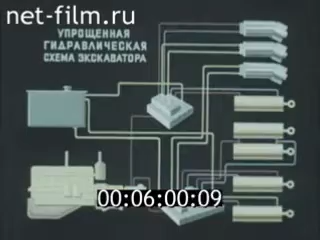 net-film.ru
УПРОЩЕННАЯ
ГИДРАВЛИЧЕСКАЯ
СХЕМА ЭКСКАВАТОРА
00:06:00:09